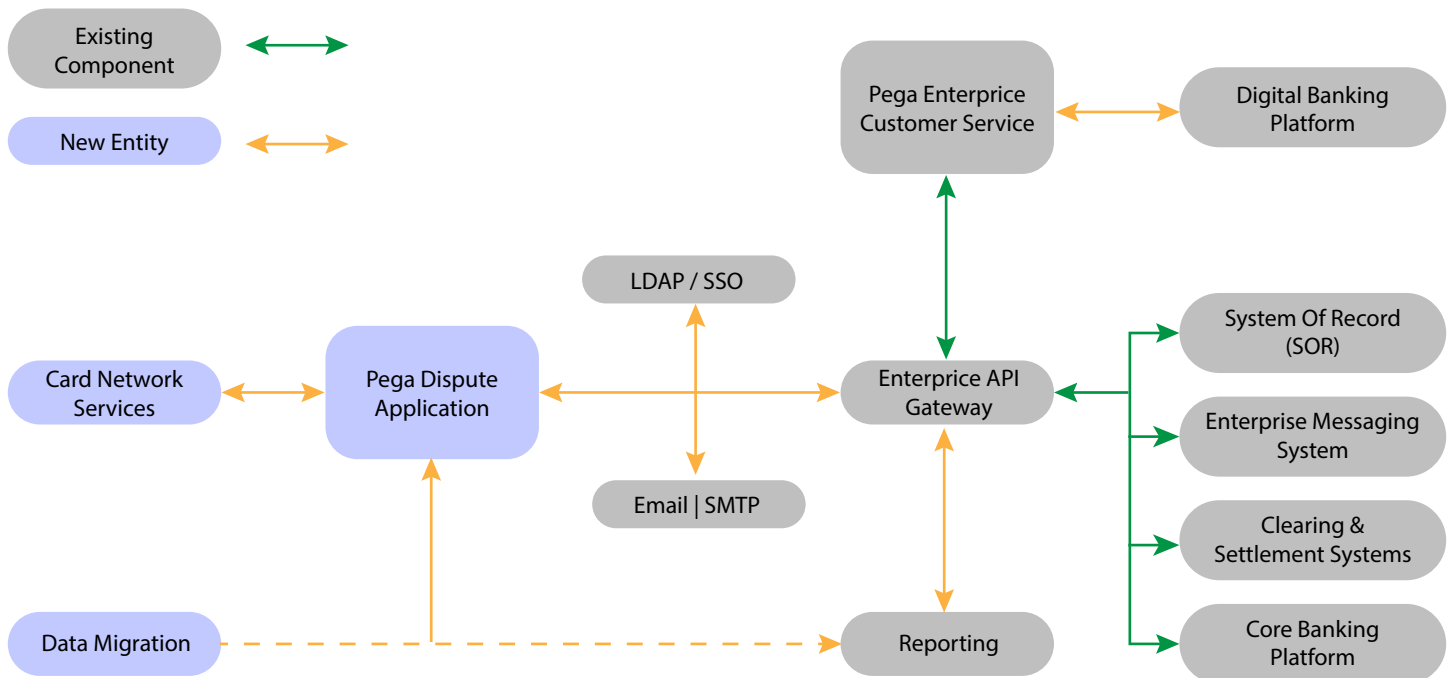 Existing
Component
New Entity
Pega Enterprice
Customer Service
Digital Banking
Platform
LDAP / SSO
Card Network
Services
Pega Dispute
Application
Enterprice API
Gateway
System Of Record
(SOR)
Enterprise Messaging
System
Email | SMTP
Clearing &
Settlement Systems
Data Migration
Reporting
Core Banking
Platform